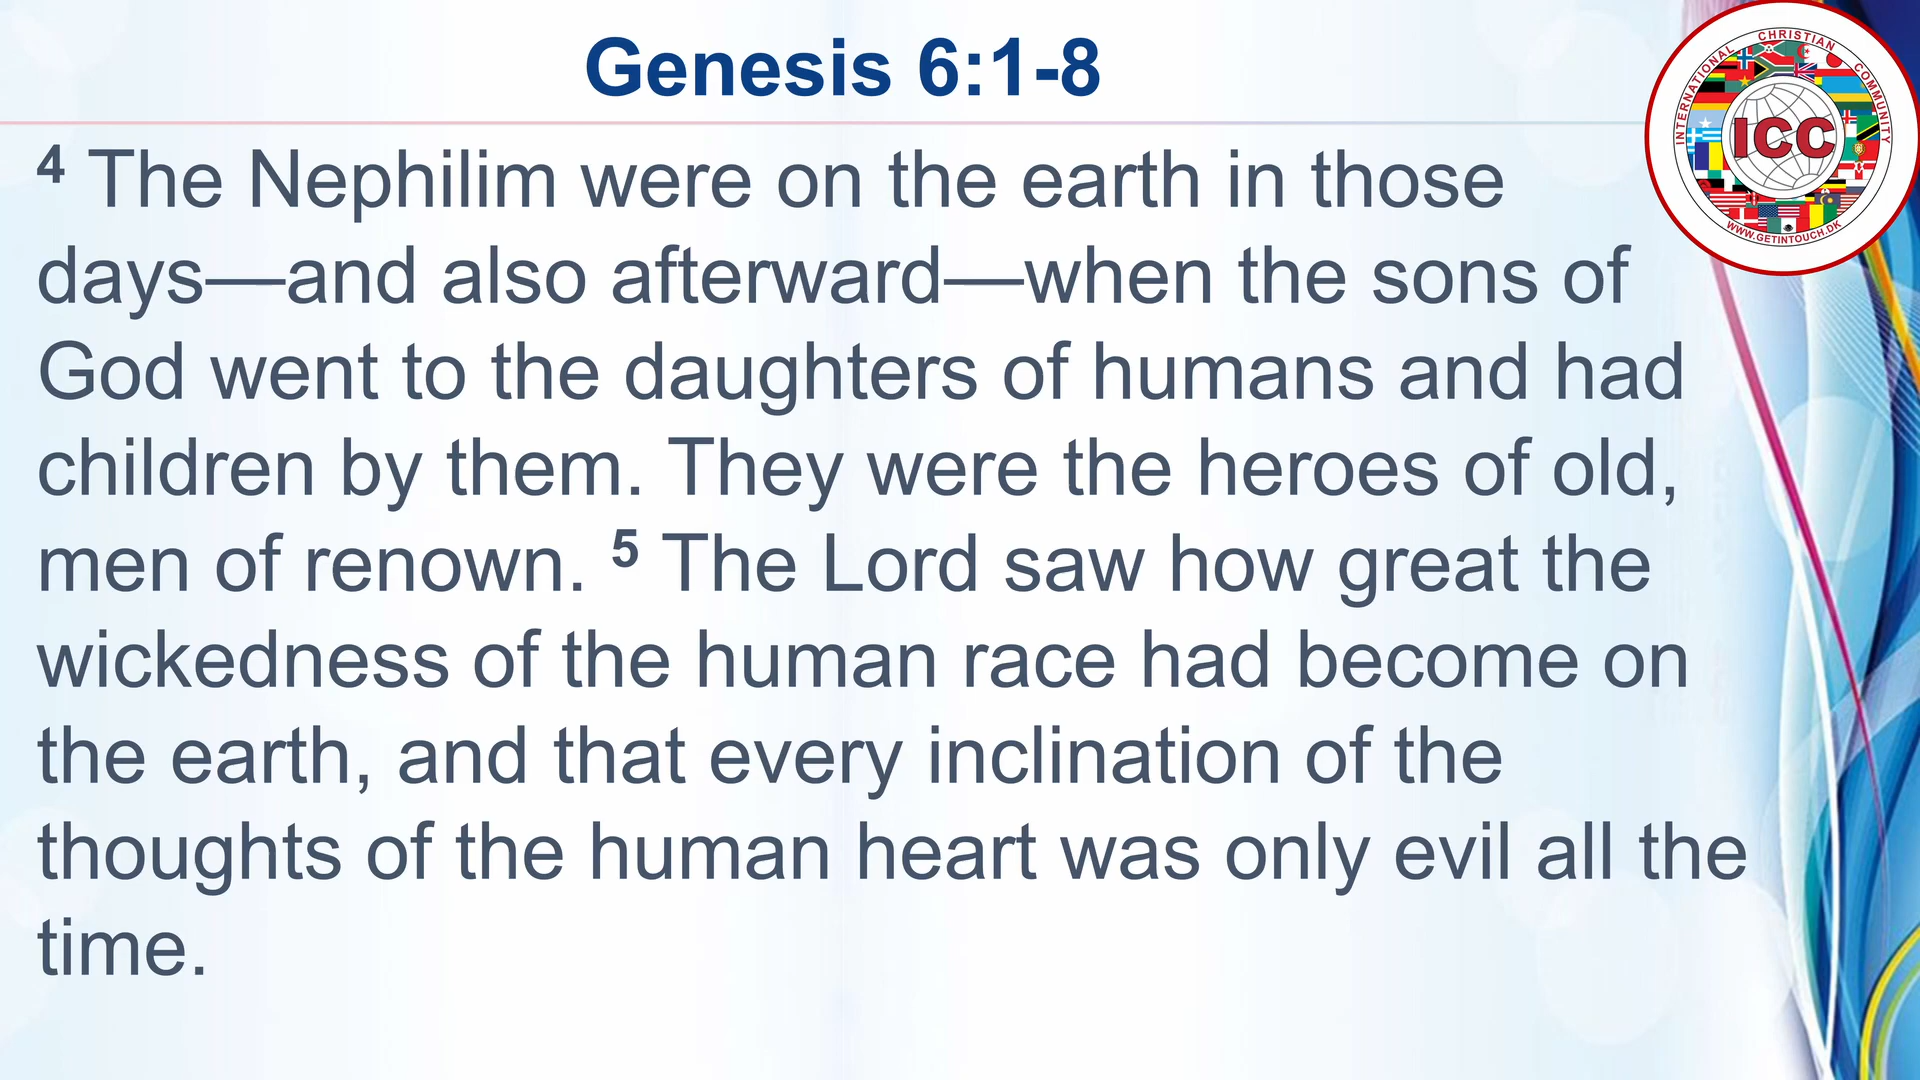 Genesis 6:1-8
INTERNATIONAL CHRISTIAN COMMUNITY
ICC
WWW.GETINTOUCH.DK
4 The Nephilim were on the earth in those
days—and also afterward—when the sons of
God went to the daughters of humans and had
children by them. They were the heroes of old,
men of renown. 5 The Lord saw how great the
wickedness of the human race had become on
the earth, and that every inclination of the
thoughts of the human heart was only evil all the
time.